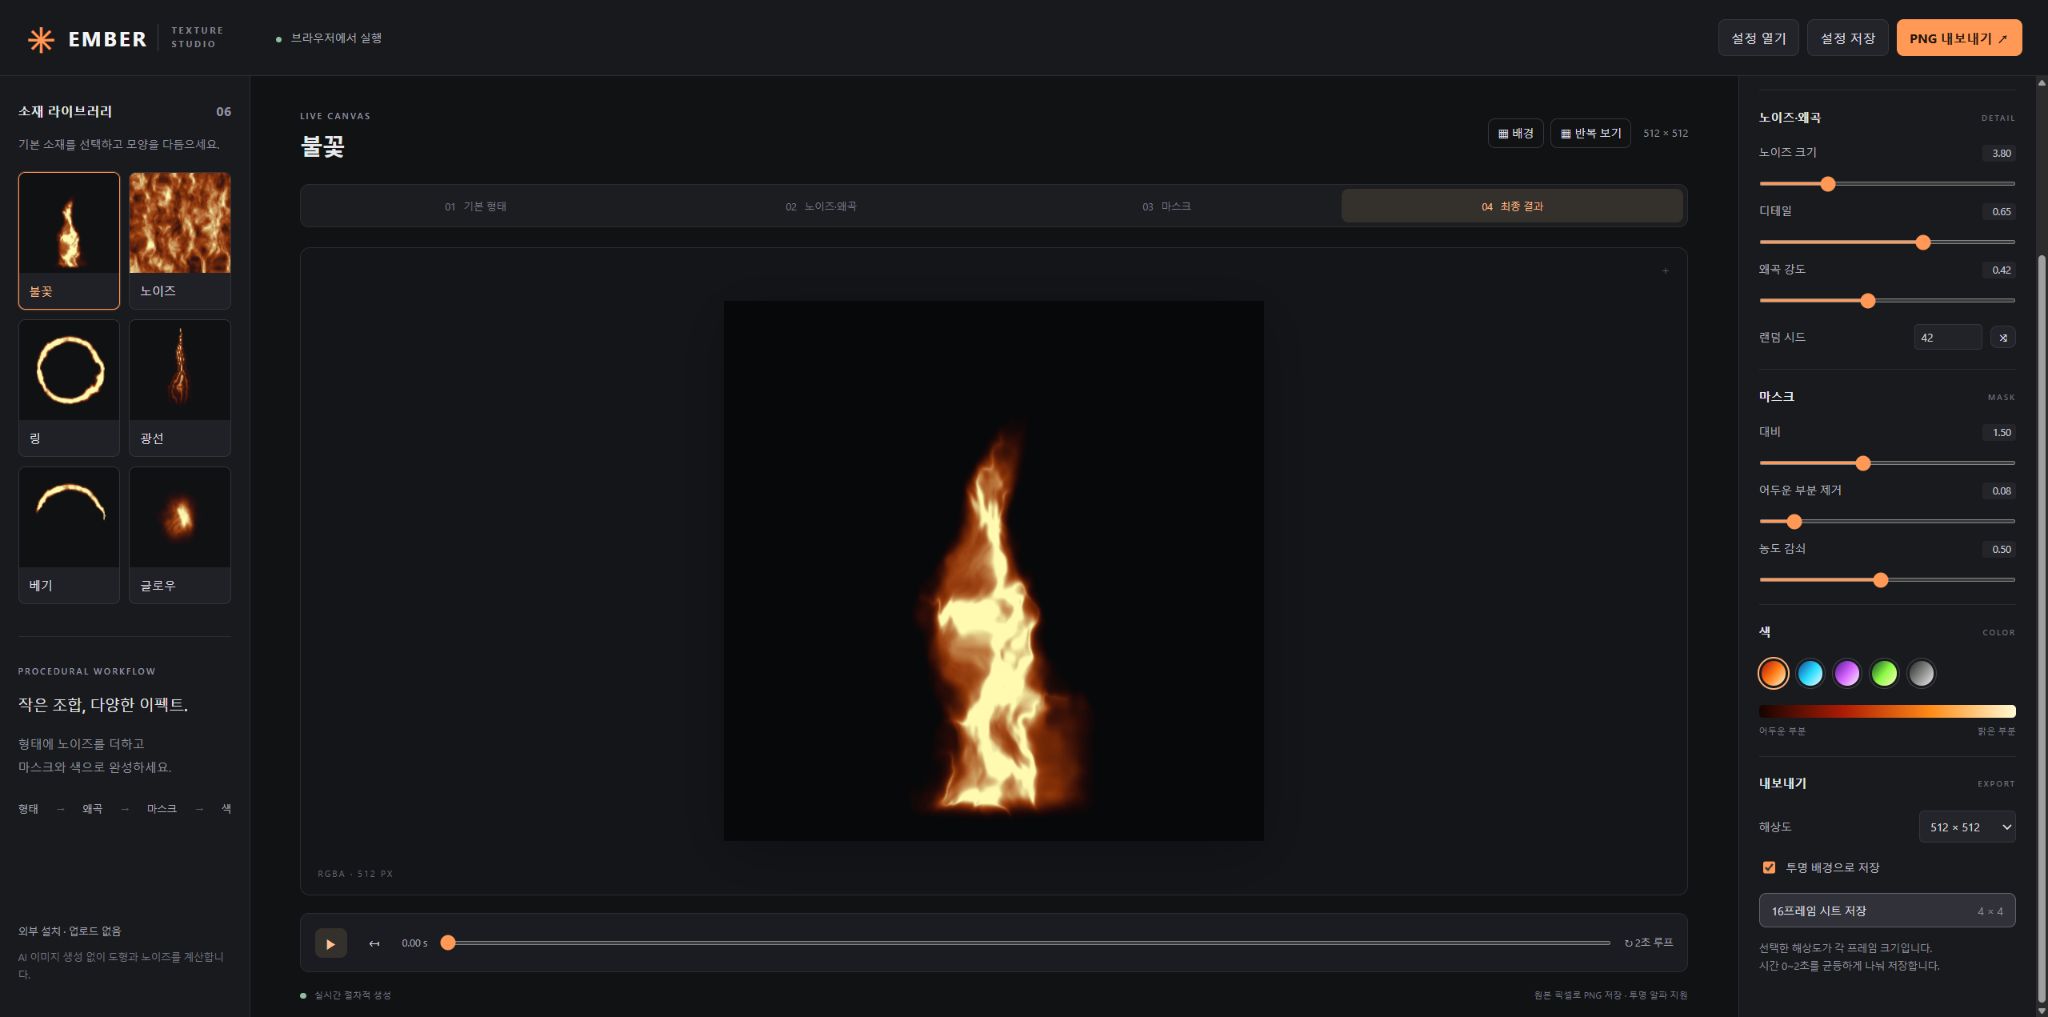 EMBER
TEXTURE
STUDIO
브라우저에서 실행
설정 열기
설정 저장
PNG 내보내기 ↗
소재 라이브러리
06
기본 소재를 선택하고 모양을 다듬으세요.
불꽃
노이즈
링
광선
베기
글로우
PROCEDURAL WORKFLOW
작은 조합, 다양한 이펙트.
형태에 노이즈를 더하고
마스크와 색으로 완성하세요.
형태 → 왜곡 → 마스크 → 색
외부 설치 · 업로드 없음
AI 이미지 생성 없이 도형과 노이즈를 계산합니
다.
LIVE CANVAS
불꽃
▦ 배경
▦ 반복 보기
512 × 512
01 기본 형태
02 노이즈·왜곡
03 마스크
04 최종 결과
+
RGBA · 512 PX
0.00 s
↻ 2초 루프
실시간 절차적 생성
원본 픽셀로 PNG 저장 · 투명 알파 지원
노이즈·왜곡
DETAIL
노이즈 크기
3.80
디테일
0.65
왜곡 강도
0.42
랜덤 시드
42
마스크
MASK
대비
1.50
어두운 부분 제거
0.08
농도 감쇠
0.50
색
COLOR
어두운 부분
밝은 부분
내보내기
EXPORT
해상도
512 × 512
투명 배경으로 저장
16프레임 시트 저장
4 × 4
선택한 해상도가 각 프레임 크기입니다.
시간 0~2초를 균등하게 나눠 저장합니다.